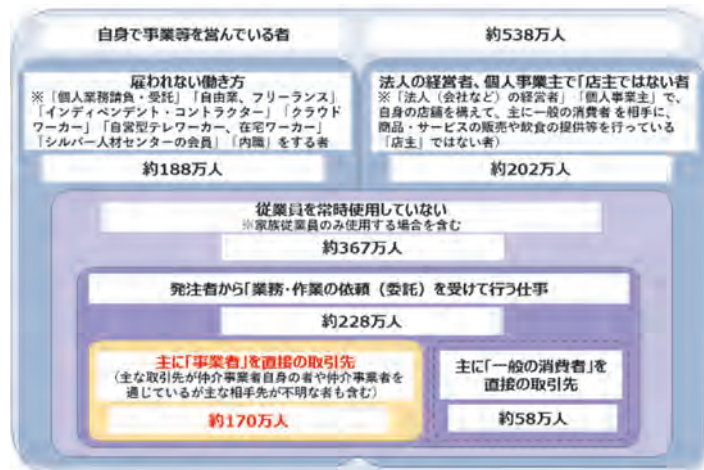 自身で事業等を営んでいる者
約538万人
雇われない働き方
※「個人業務請負・受託」「自由業、フリーランス」
「インディペンデント・コントラクター」「クラウド
ワーカー」「自営型テレワーカー、在宅ワーカー」
「シルバー人材センターの会員」「内職」をする者
約188万人
法人の経営者、個人事業主で「店主ではない者
※「法人（会社など）の経営者」「個人事業主」で、
自身の店舗を構えて、主に一般の消費者を相手に、
商品・サービスの販売や飲食の提供等を行っている
「店主」ではない者）
約202万人
従業員を常時使用していない
※家族従業員のみ使用する場合を含む
約367万人
発注者から「業務・作業の依頼（委託）を受けて行う仕事
約228万人
主に「事業者」を直接の取引先
（主な取引先が仲介事業者自身の者や仲介事業者を
通じているが主な相手先が不明な者も含む）
約170万人
主に「一般の消費者」を
直接の取引先
約58万人